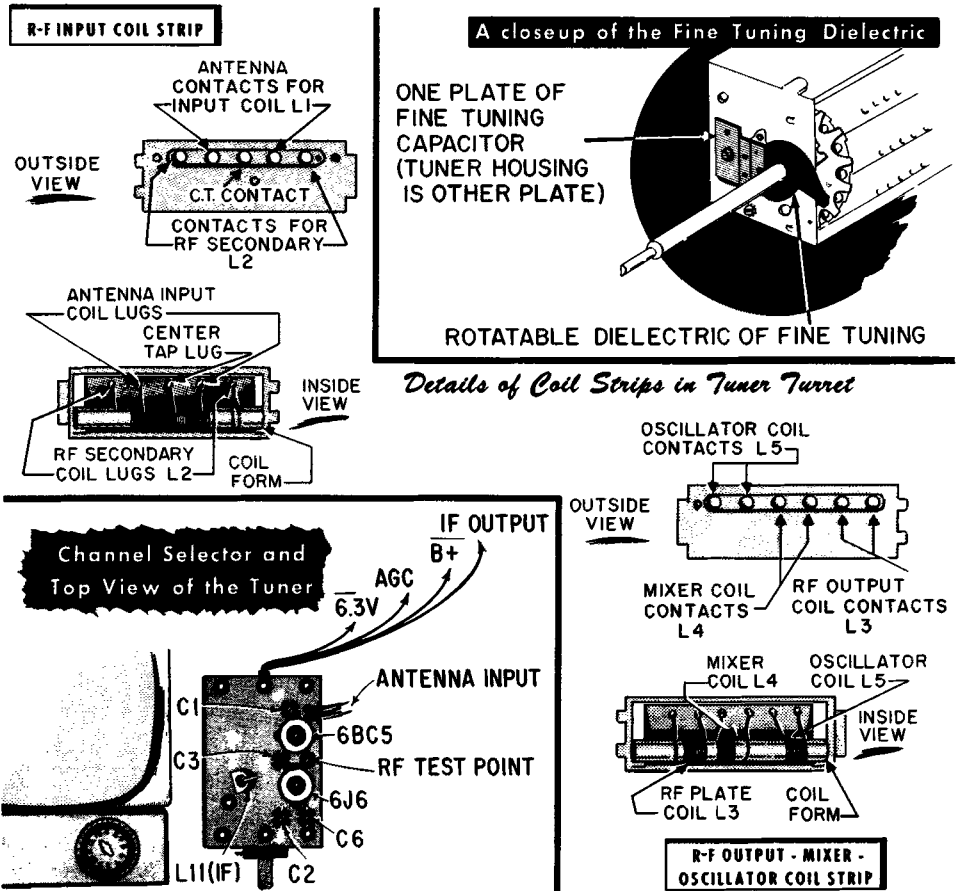 R-F INPUT COIL STRIP
ANTENNA
CONTACTS FOR
INPUT COIL L1
OUTSIDE
VIEW
C.T. CONTACT
CONTACTS FOR
RF SECONDARY
L2
ANTENNA INPUT
COIL LUGS
CENTER
TAP LUG
INSIDE
VIEW
RF SECONDARY
COIL LUGS L2
COIL
FORM
A closeup of the Fine Tuning Dielectric
ONE PLATE OF
FINE TUNING
CAPACITOR
(TUNER HOUSING
IS OTHER PLATE)
ROTATABLE DIELECTRIC OF FINE TUNING
Details of Coil Strips in Tuner Turret
OSCILLATOR COIL
CONTACTS L5
OUTSIDE
VIEW
MIXER COIL
CONTACTS
L4
RF OUTPUT
COIL CONTACTS
L3
MIXER
COIL L4
OSCILLATOR
COIL L5
INSIDE
VIEW
RF PLATE
COIL L3
COIL
FORM
R-F OUTPUT - MIXER -
OSCILLATOR COIL STRIP
Channel Selector and
Top View of the Tuner
IF OUTPUT
B+
AGC
6.3V
ANTENNA INPUT
C1
6BC5
C3
RF TEST POINT
6J6
C6
L11(IF)
C2